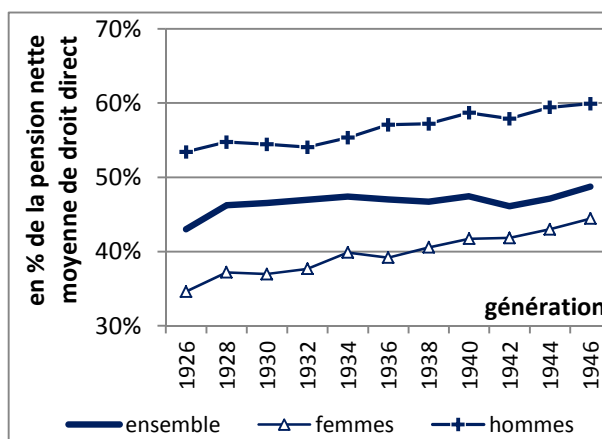 en % de la pension nette
moyenne de droit direct
70%
60%
50%
40%
30%
génération
1926
1928
1930
1932
1934
1936
1938
1940
1942
1944
1946
ensemble
femmes
hommes